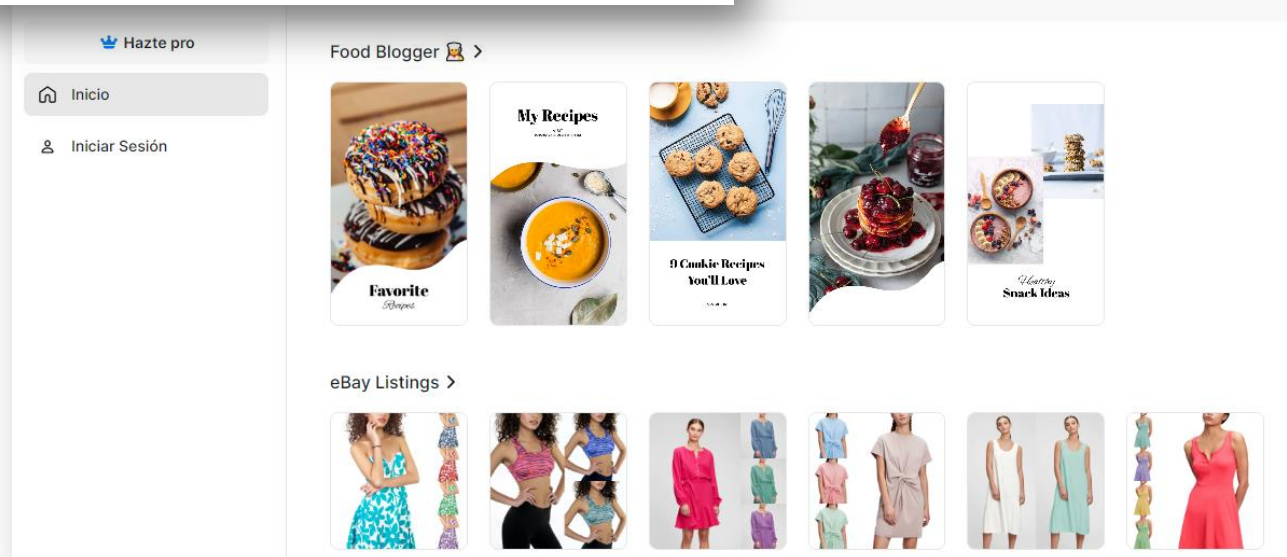 Hazte pro
Inicio
Iniciar Sesión
Food Blogger 👩‍🍳 >
Favorite
Recipes
My Recipes
9 Cookie Recipes
You'll Love
Healthy
Snack Ideas
eBay Listings >